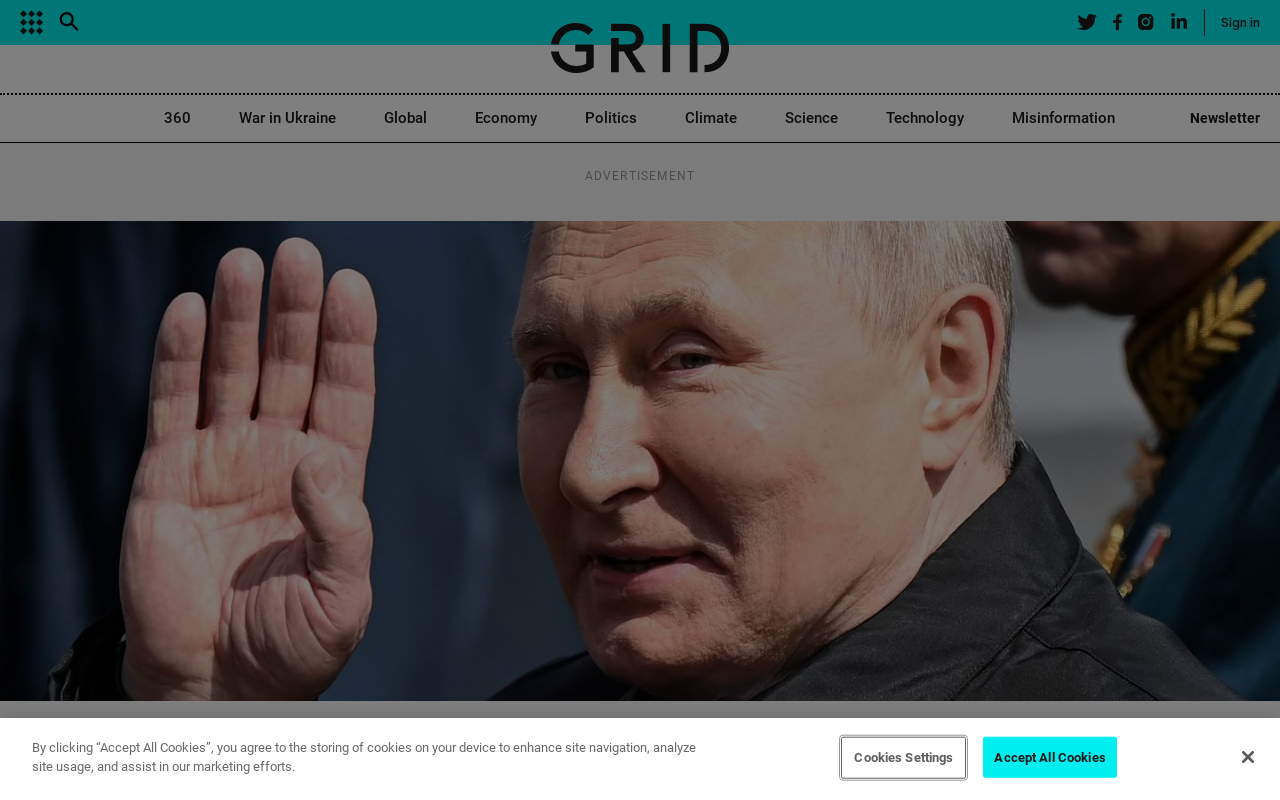 Sign in
GRID
360 War in Ukraine Global Economy Politics Climate Science Technology Misinformation Newsletter
ADVERTISEMENT
By clicking “Accept All Cookies”, you agree to the storing of cookies on your device to enhance site navigation, analyze
site usage, and assist in our marketing efforts.
Cookies Settings
Accept All Cookies